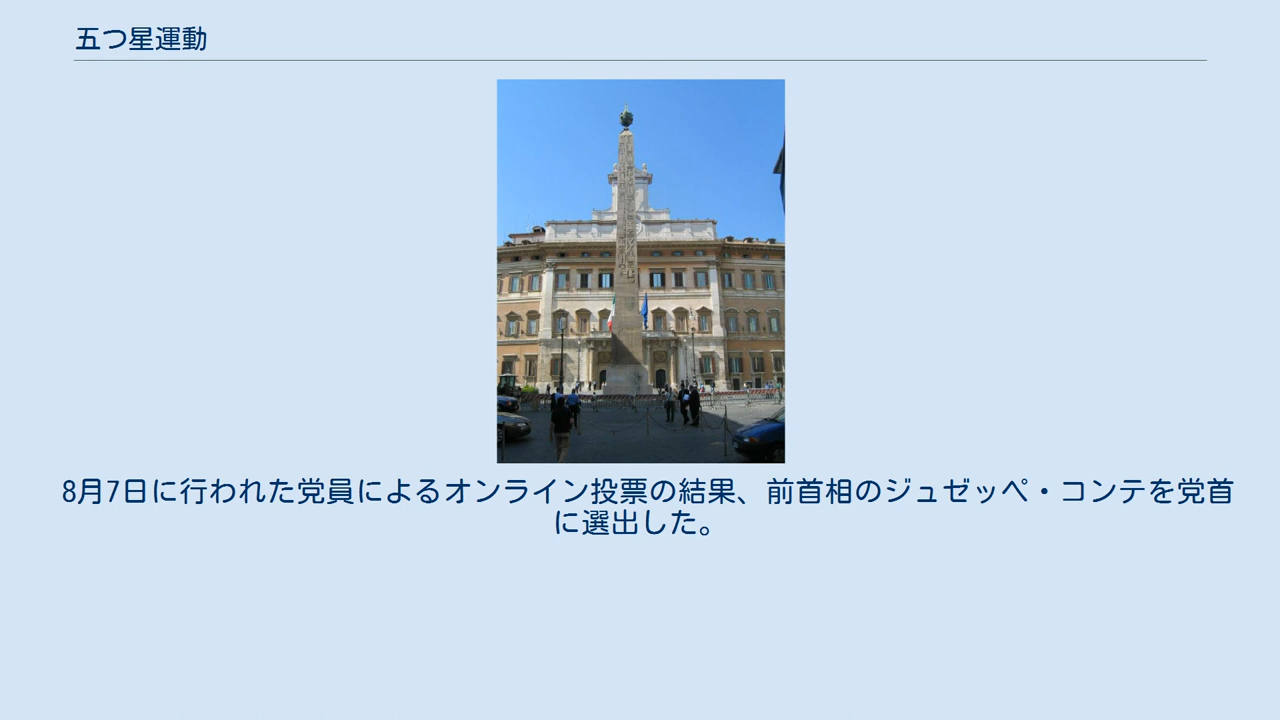 五つ星運動
8月7日に行われた党員によるオンライン投票の結果、前首相のジュゼッペ・コンテを党首
に選出した。